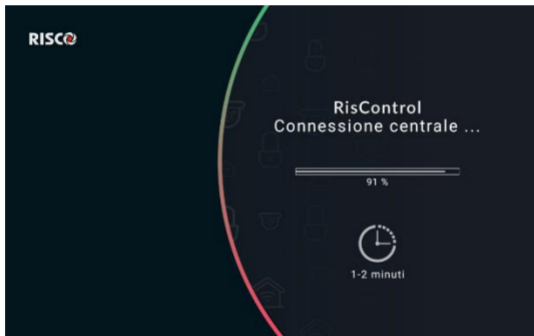 RISCO
RisControl
Connessione centrale ...
91 %
1-2 minuti